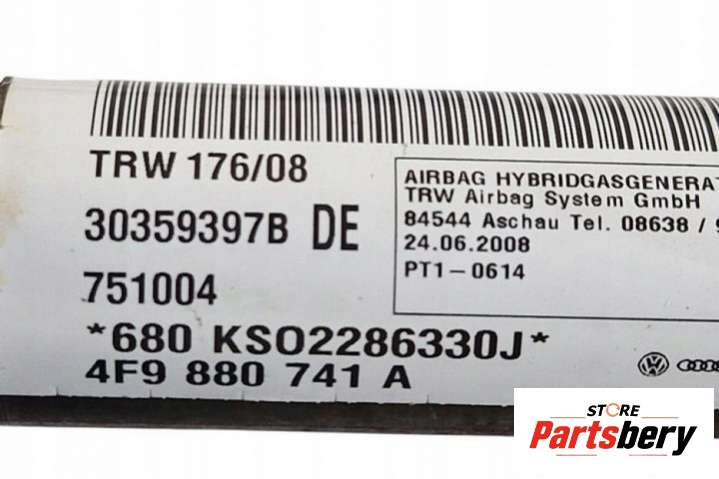 TRW 176/08
30359397B DE
751004
*680 KSO2286330J*
4F9 880 741 A
AIRBAG HYBRIDGASGENERAT
TRW Airbag System GmbH
84544 Aschau Tel. 08638 / 9
24.06.2008
PT1-0614
STORE
Partsbery